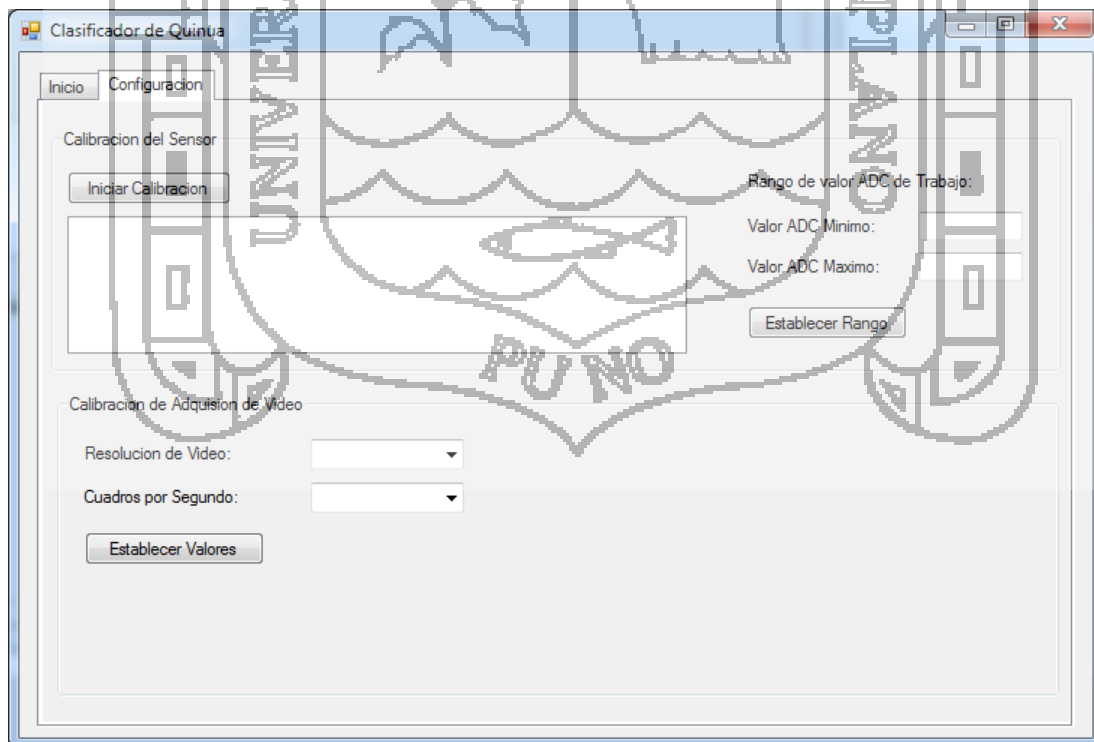 Clasificador de Quinua
Inicio
Configuracion
Calibracion del Sensor
Iniciar Calibracion
Rango de valor ADC de Trabajo:
Valor ADC Minimo:
Valor ADC Maximo:
Establecer Rango
Calibracion de Adquision de Video
Resolucion de Video:
Cuadros por Segundo:
Establecer Valores
PUNO